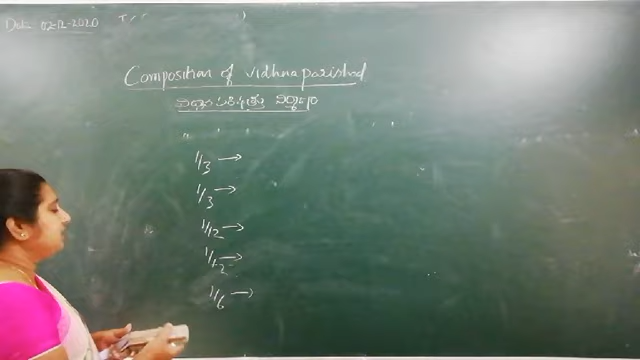 Date 02-12-2020
Composition of Vidhnaparishad
1/3 →
1/3 →
1/12 →
1/12 →
1/6 →